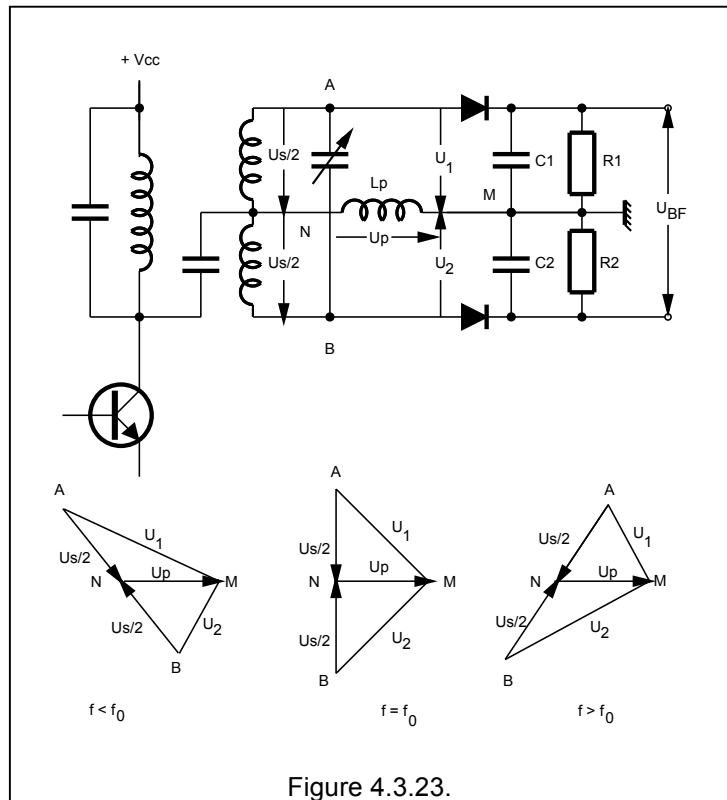 + Vcc
A
Us/2
Lp
U1
C1
R1
N
M
UBF
Us/2
Up
U2
C2
R2
B
A
A
A
U1
Us/2
N
Up
M
Us/2
U2
B
U1
Us/2
N
Up
M
Us/2
U2
B
Us/2
U1
N
Up
M
Us/2
U2
B
f < f0
f = f0
f > f0
Figure 4.3.23.